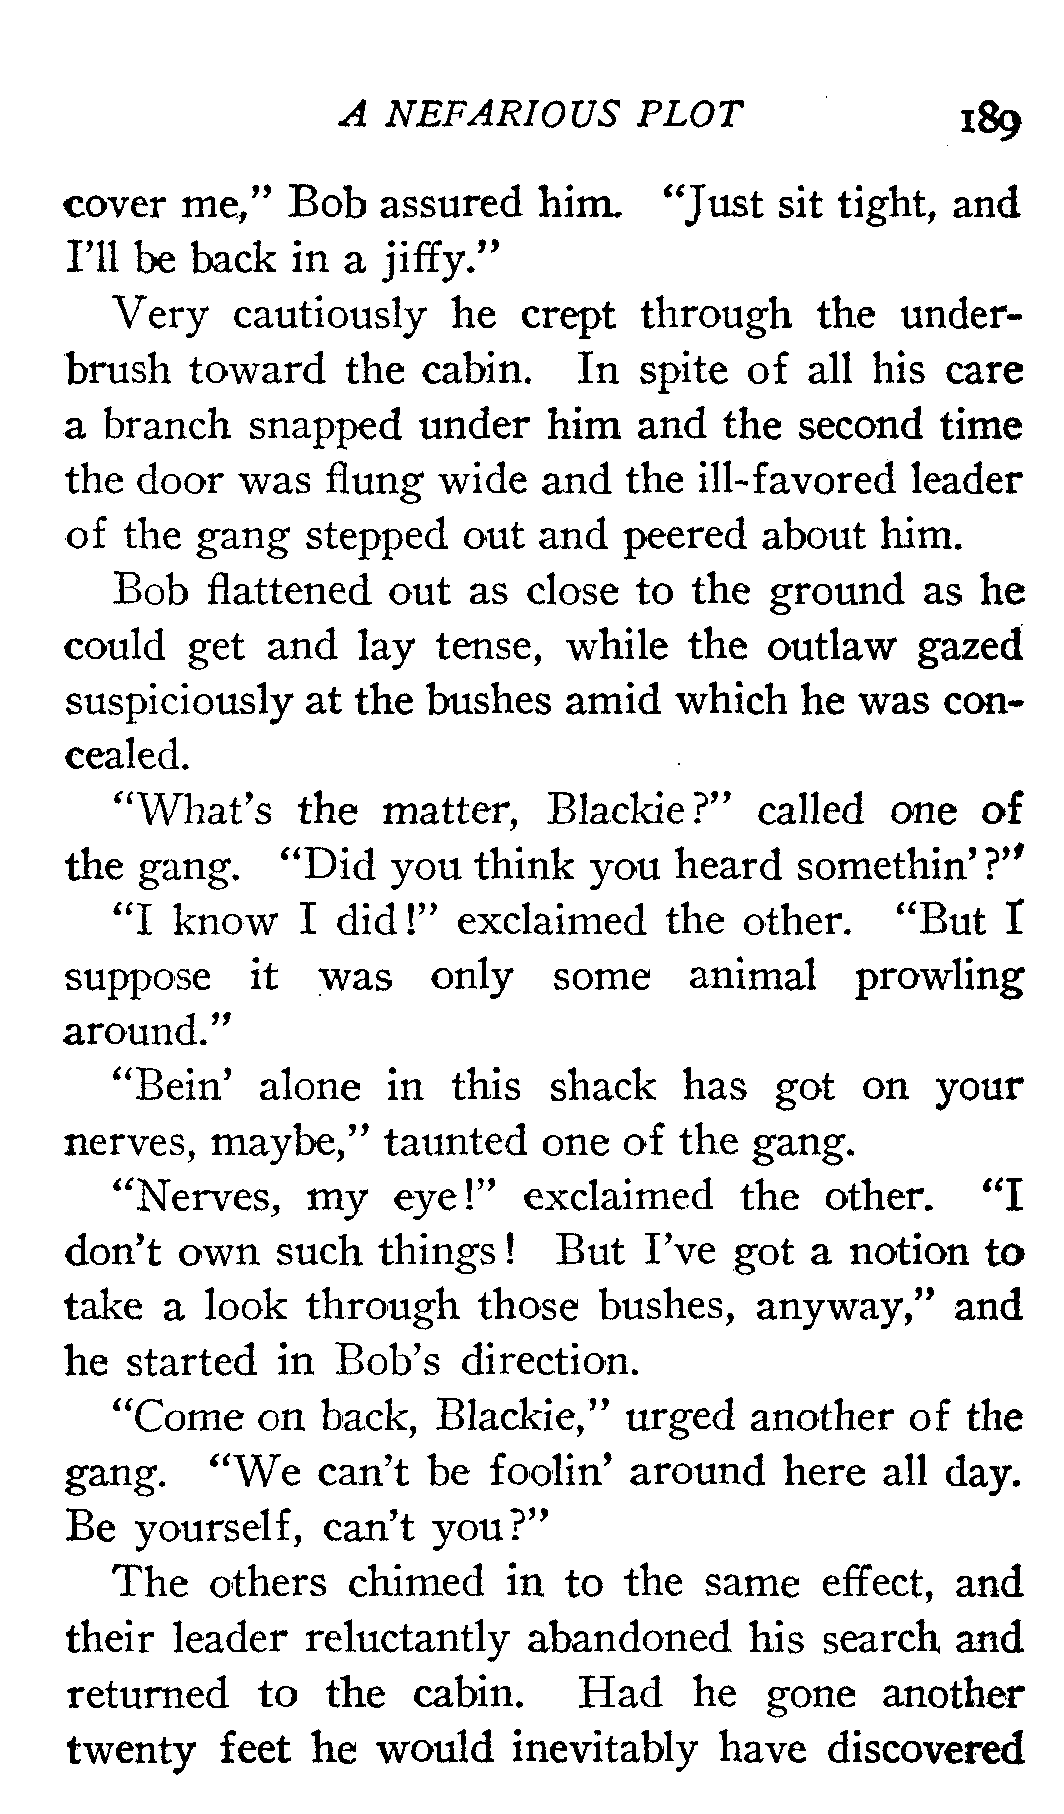 A NEFARIOUS PLOT 189
cover me," Bob assured him. "Just sit tight, and
I'll be back in a jiffy."
Very cautiously he crept through the under-
brush toward the cabin. In spite of all his care
a branch snapped under him and the second time
the door was flung wide and the ill-favored leader
of the gang stepped out and peered about him.
Bob flattened out as close to the ground as he
could get and lay tense, while the outlaw gazed
suspiciously at the bushes amid which he was con-
cealed.
"What's the matter, Blackie?" called one of
the gang. "Did you think you heard somethin'?"
"I know I did!" exclaimed the other. "But I
suppose it was only some animal prowling
around."
"Bein' alone in this shack has got on your
nerves, maybe," taunted one of the gang.
"Nerves, my eye!" exclaimed the other. "I
don't own such things! But I've got a notion to
take a look through those bushes, anyway," and
he started in Bob's direction.
"Come on back, Blackie," urged another of the
gang. "We can't be foolin' around here all day.
Be yourself, can't you?"
The others chimed in to the same effect, and
their leader reluctantly abandoned his search and
returned to the cabin. Had he gone another
twenty feet he would inevitably have discovered